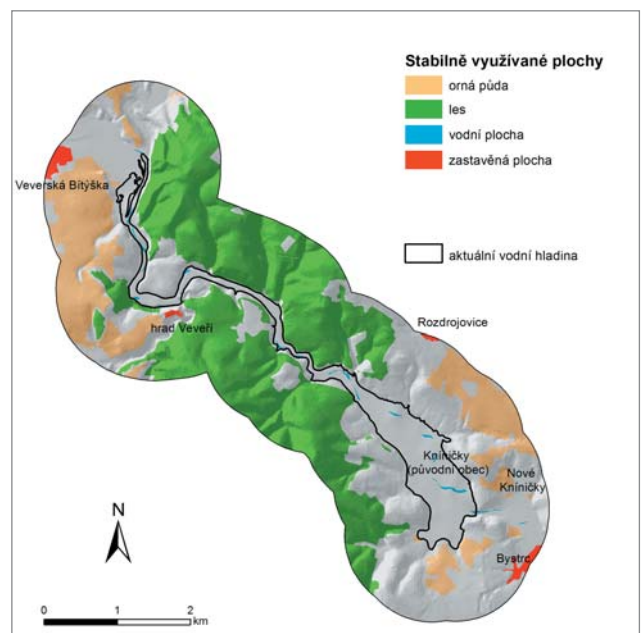 Stabilně využívané plochy
orná půda
les
vodní plocha
zastavěná plocha
aktuální vodní hladina
Veverská Bítýška
hrad Veveří
Rozdrojovice
Kníničky
(původní obec)
Nové
Kníničky
Bystrc
N
0 1 2
km